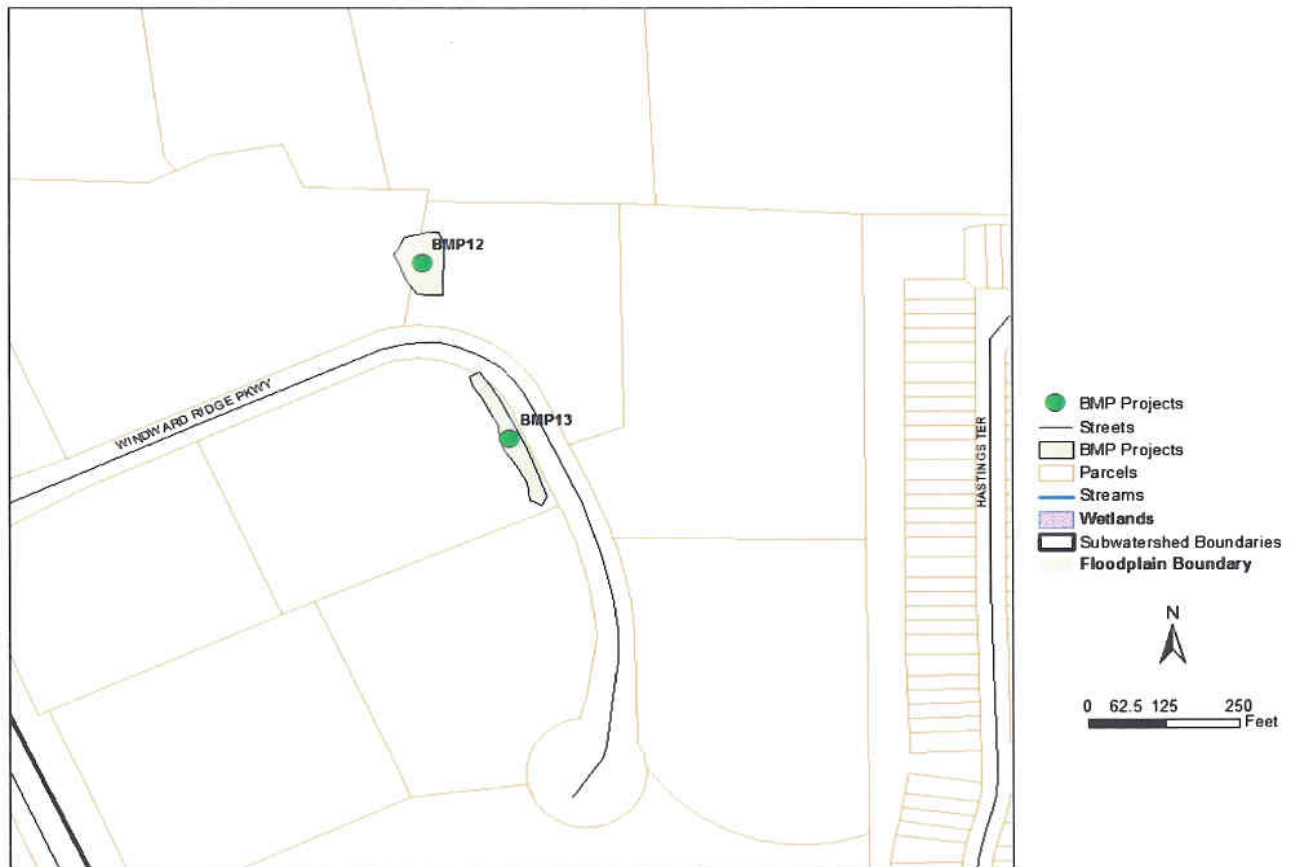 BMP12
BMP13
WINDWARD RIDGE PKWY
HASTINGS TER
BMP Projects
Streets
BMP Projects
Parcels
Streams
Wetlands
Subwatershed Boundaries
Floodplain Boundary
N
0 62.5 125 250
Feet